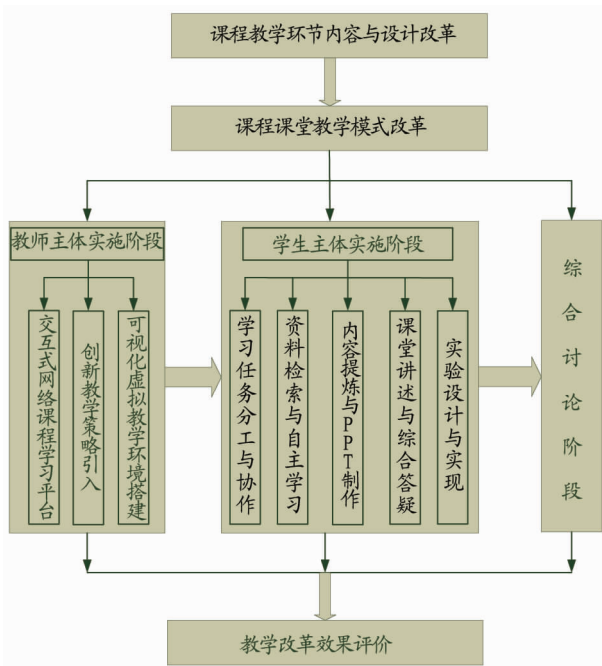 课程教学环节内容与设计改革
课程课堂教学模式改革
教师主体实施阶段
交互式网络课程学习平台
创新教学策略引入
可视化虚拟教学环境搭建
学生主体实施阶段
学习任务分工与协作
资料检索与自主学习
内容提炼与PPT制作
课堂讲述与综合答疑
实验设计与实现
综合讨论阶段
教学改革效果评价